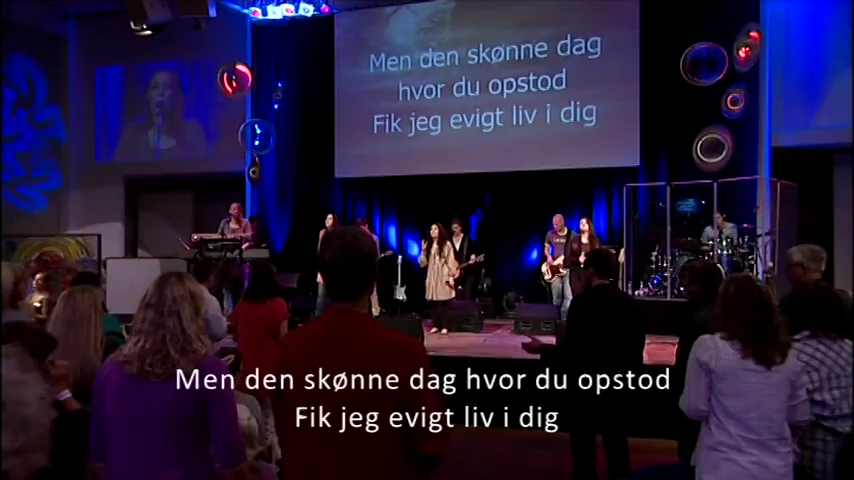 Men den skønne dag
hvor du opstod
Fik jeg evigt liv i dig
Men den skønne dag hvor du opstod
Fik jeg evigt liv i dig